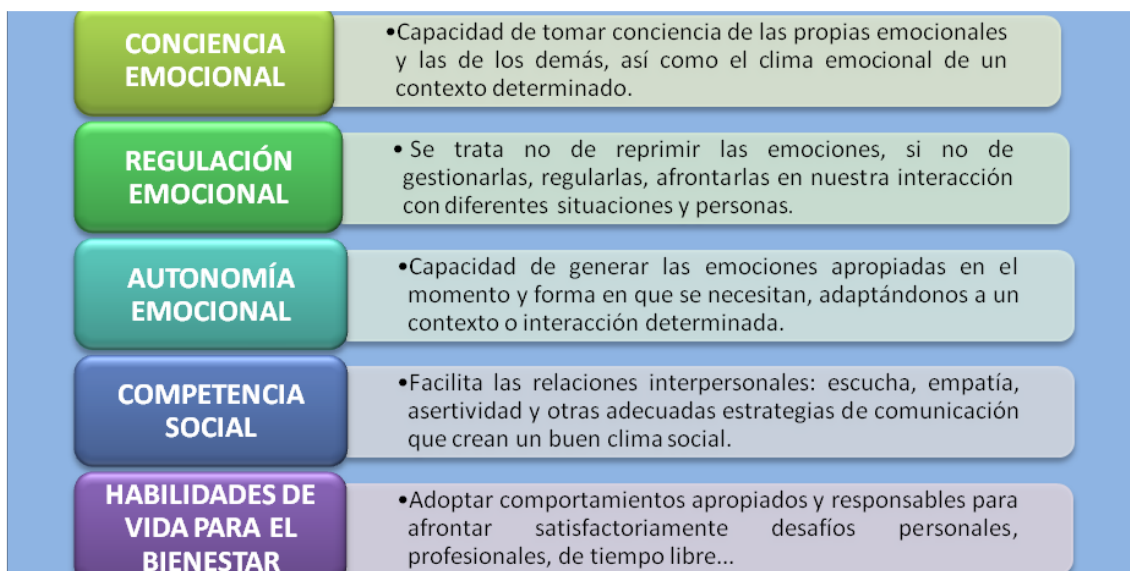 CONCIENCIA
EMOCIONAL
•Capacidad de tomar conciencia de las propias emocionales
y las de los demás, así como el clima emocional de un
contexto determinado.
REGULACIÓN
EMOCIONAL
• Se trata no de reprimir las emociones, si no de
gestionarlas, regularlas, afrontarlas en nuestra interacción
con diferentes situaciones y personas.
AUTONOMÍA
EMOCIONAL
•Capacidad de generar las emociones apropiadas en el
momento y forma en que se necesitan, adaptándonos a un
contexto o interacción determinada.
COMPETENCIA
SOCIAL
•Facilita las relaciones interpersonales: escucha, empatía,
asertividad y otras adecuadas estrategias de comunicación
que crean un buen clima social.
HABILIDADES DE
VIDA PARA EL
BIENESTAR
•Adoptar comportamientos apropiados y responsables para
afrontar satisfactoriamente desafíos personales,
profesionales, de tiempo libre...